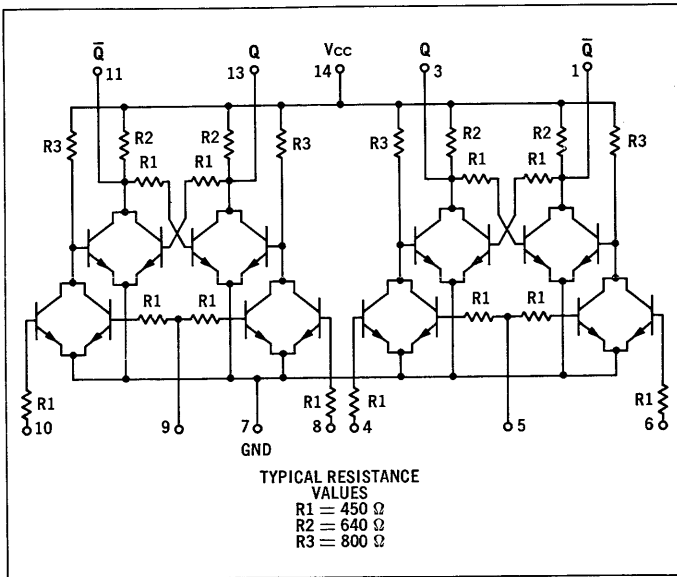 Q̅ Q Vcc Q Q̅
11 13 14 3 1
R3 R2 R2 R3 R3 R2 R2 R3
R1 R1 R1 R1
R1 R1 R1 R1
R1 R1 R1 R1
10 9 7 8 4 5 6
GND
TYPICAL RESISTANCE
VALUES
R1 = 450 Ω
R2 = 640 Ω
R3 = 800 Ω